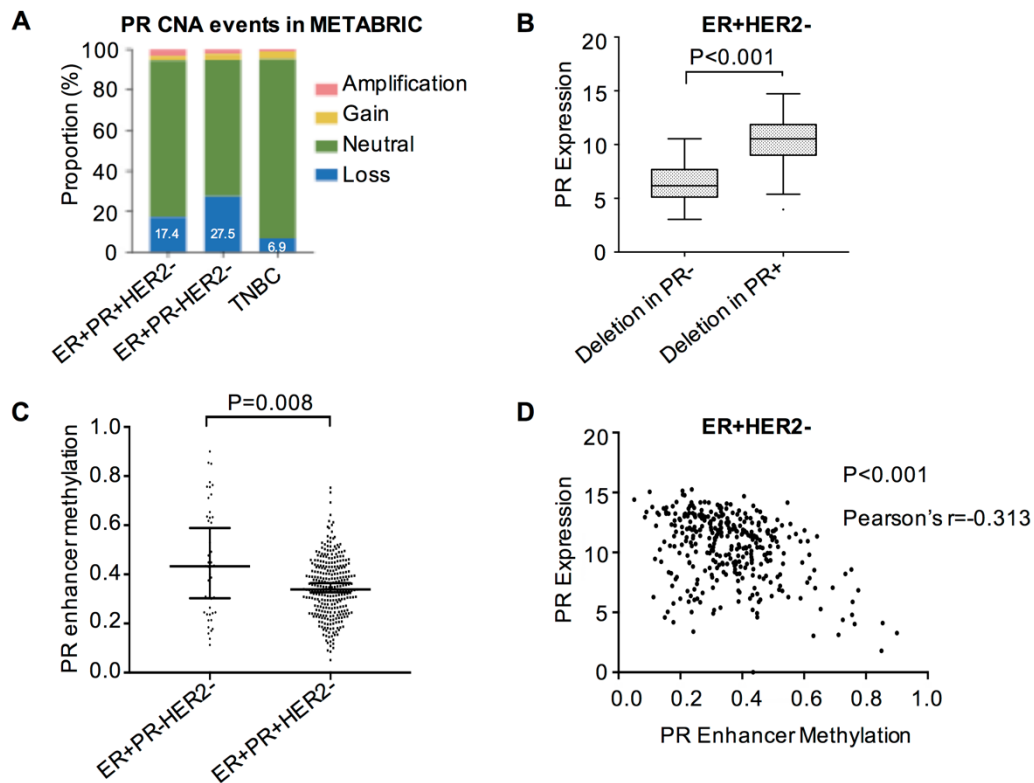 A
PR CNA events in METABRIC
Proportion (%)
100
80
60
40
20
0
17.4
27.5
6.9
ER+PR+HER2-
ER+PR-HER2-
TNBC
Amplification
Gain
Neutral
Loss
B
ER+HER2-
P<0.001
PR Expression
20
15
10
5
0
Deletion in PR-
Deletion in PR+
C
P=0.008
PR enhancer methylation
1.0
0.8
0.6
0.4
0.2
0.0
ER+PR-HER2-
ER+PR+HER2-
D
ER+HER2-
P<0.001
Pearson's r=-0.313
PR Expression
20
15
10
5
0
0.0 0.2 0.4 0.6 0.8 1.0
PR Enhancer Methylation